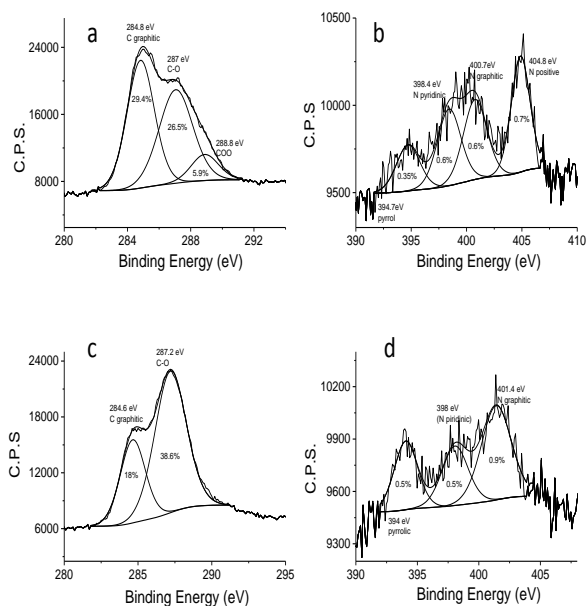 a
284.8 eV
C graphitic
287 eV
C-O
288.8 eV
COO
29.4%
26.5%
5.9%
24000
16000
8000
C.P.S.
280 284 288 292
Binding Energy (eV)
b
404.8 eV
N positive
400.7eV
N graphitic
398.4 eV
N pyridinic
0.7%
0.6%
0.6%
0.35%
394.7eV
pyrrol
10500
10000
9500
C.P.S.
390 395 400 405 410
Binding Energy (eV)
c
287.2 eV
C-O
284.6 eV
C graphitic
38.6%
18%
24000
18000
12000
6000
C.P.S
280 285 290 295
Binding Energy (eV)
d
401.4 eV
N graphitic
398 eV
(N piridinic)
0.9%
0.5%
0.5%
394 eV
pyrrolic
10200
9900
9600
9300
C.P.S.
390 395 400 405
Binding Energy (eV)